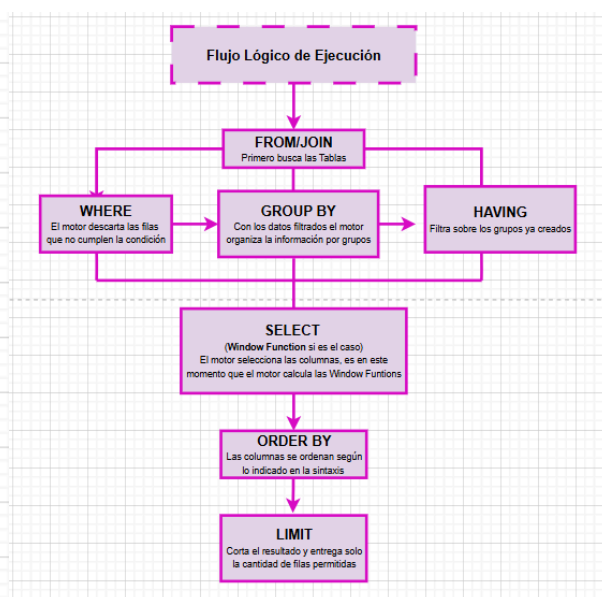 Flujo Lógico de Ejecución
FROM/JOIN
Primero busca las Tablas
WHERE
El motor descarta las filas
que no cumplen la condición
GROUP BY
Con los datos filtrados el motor
organiza la información por grupos
HAVING
Filtra sobre los grupos ya creados
SELECT
(Window Function si es el caso)
El motor selecciona las columnas, es en este
momento que el motor calcula las Window Funtions
ORDER BY
Las columnas se ordenan según
lo indicado en la sintaxis
LIMIT
Corta el resultado y entrega solo
la cantidad de filas permitidas